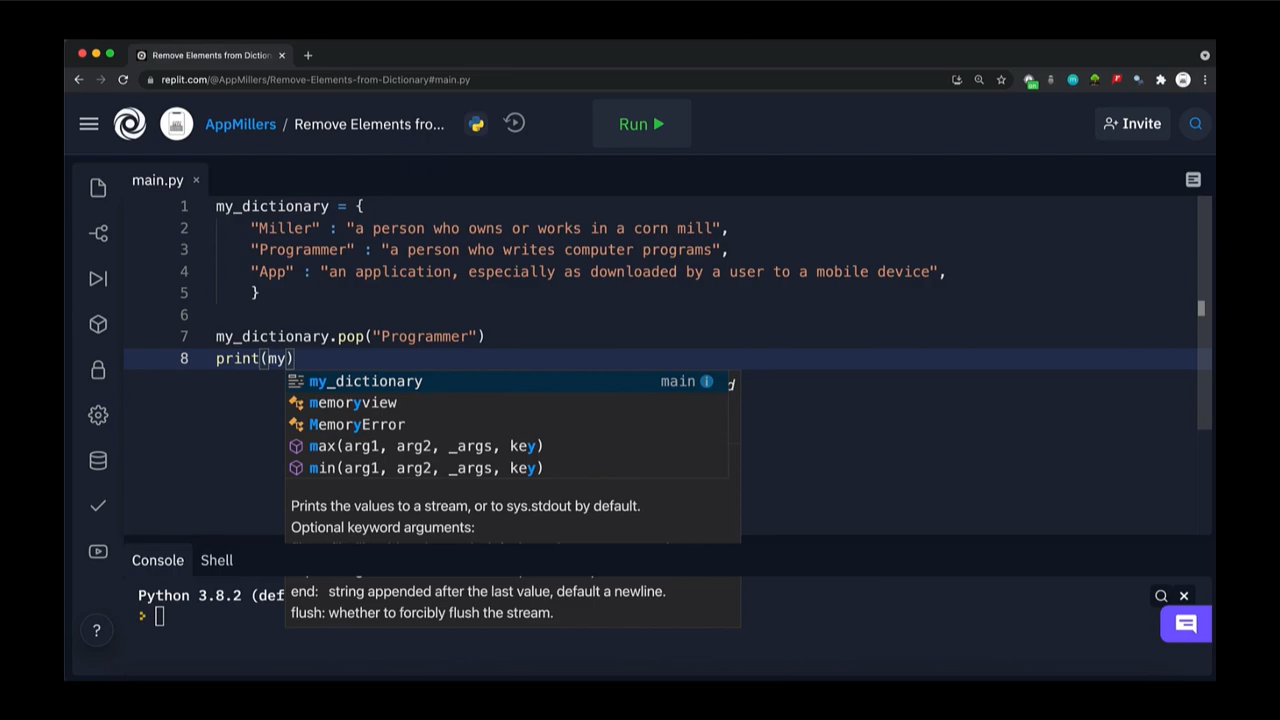 Remove Elements from Diction
replit.com/@AppMillers/Remove-Elements-from-Dictionary#main.py
AppMillers / Remove Elements fro...
Run
Invite
main.py
1 my_dictionary = {
2 "Miller" : "a person who owns or works in a corn mill",
3 "Programmer" : "a person who writes computer programs",
4 "App" : "an application, especially as downloaded by a user to a mobile device",
5 }
6
7 my_dictionary.pop("Programmer")
8 print(my)
my_dictionary main
memoryview
MemoryError
max(arg1, arg2, _args, key)
min(arg1, arg2, _args, key)
Prints the values to a stream, or to sys.stdout by default.
Optional keyword arguments:
Console Shell
Python 3.8.2 (def
end: string appended after the last value, default a newline.
flush: whether to forcibly flush the stream.